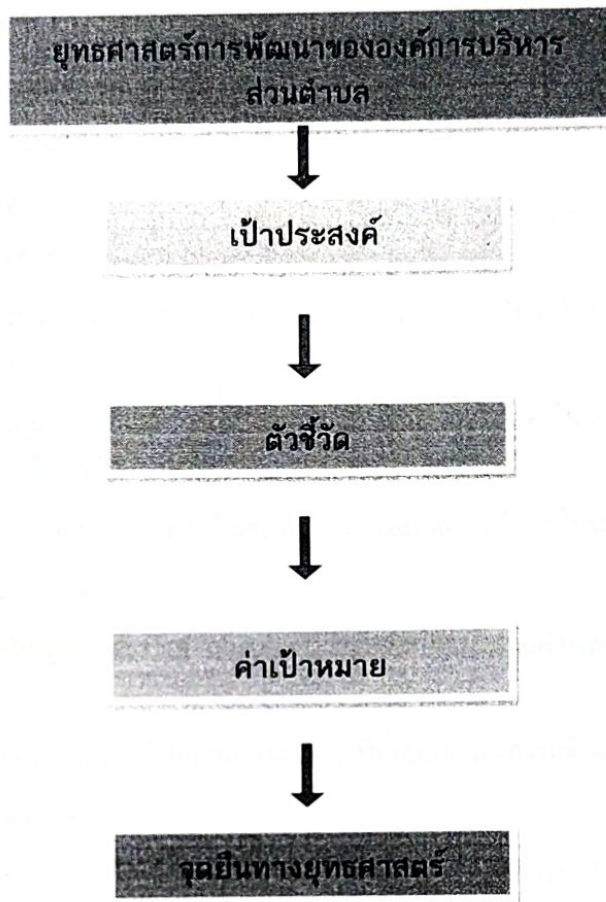 ยุทธศาสตร์การพัฒนาขององค์การบริหาร
ส่วนตำบล
เป้าประสงค์
ตัวชี้วัด
ค่าเป้าหมาย
จุดยืนทางยุทธศาสตร์